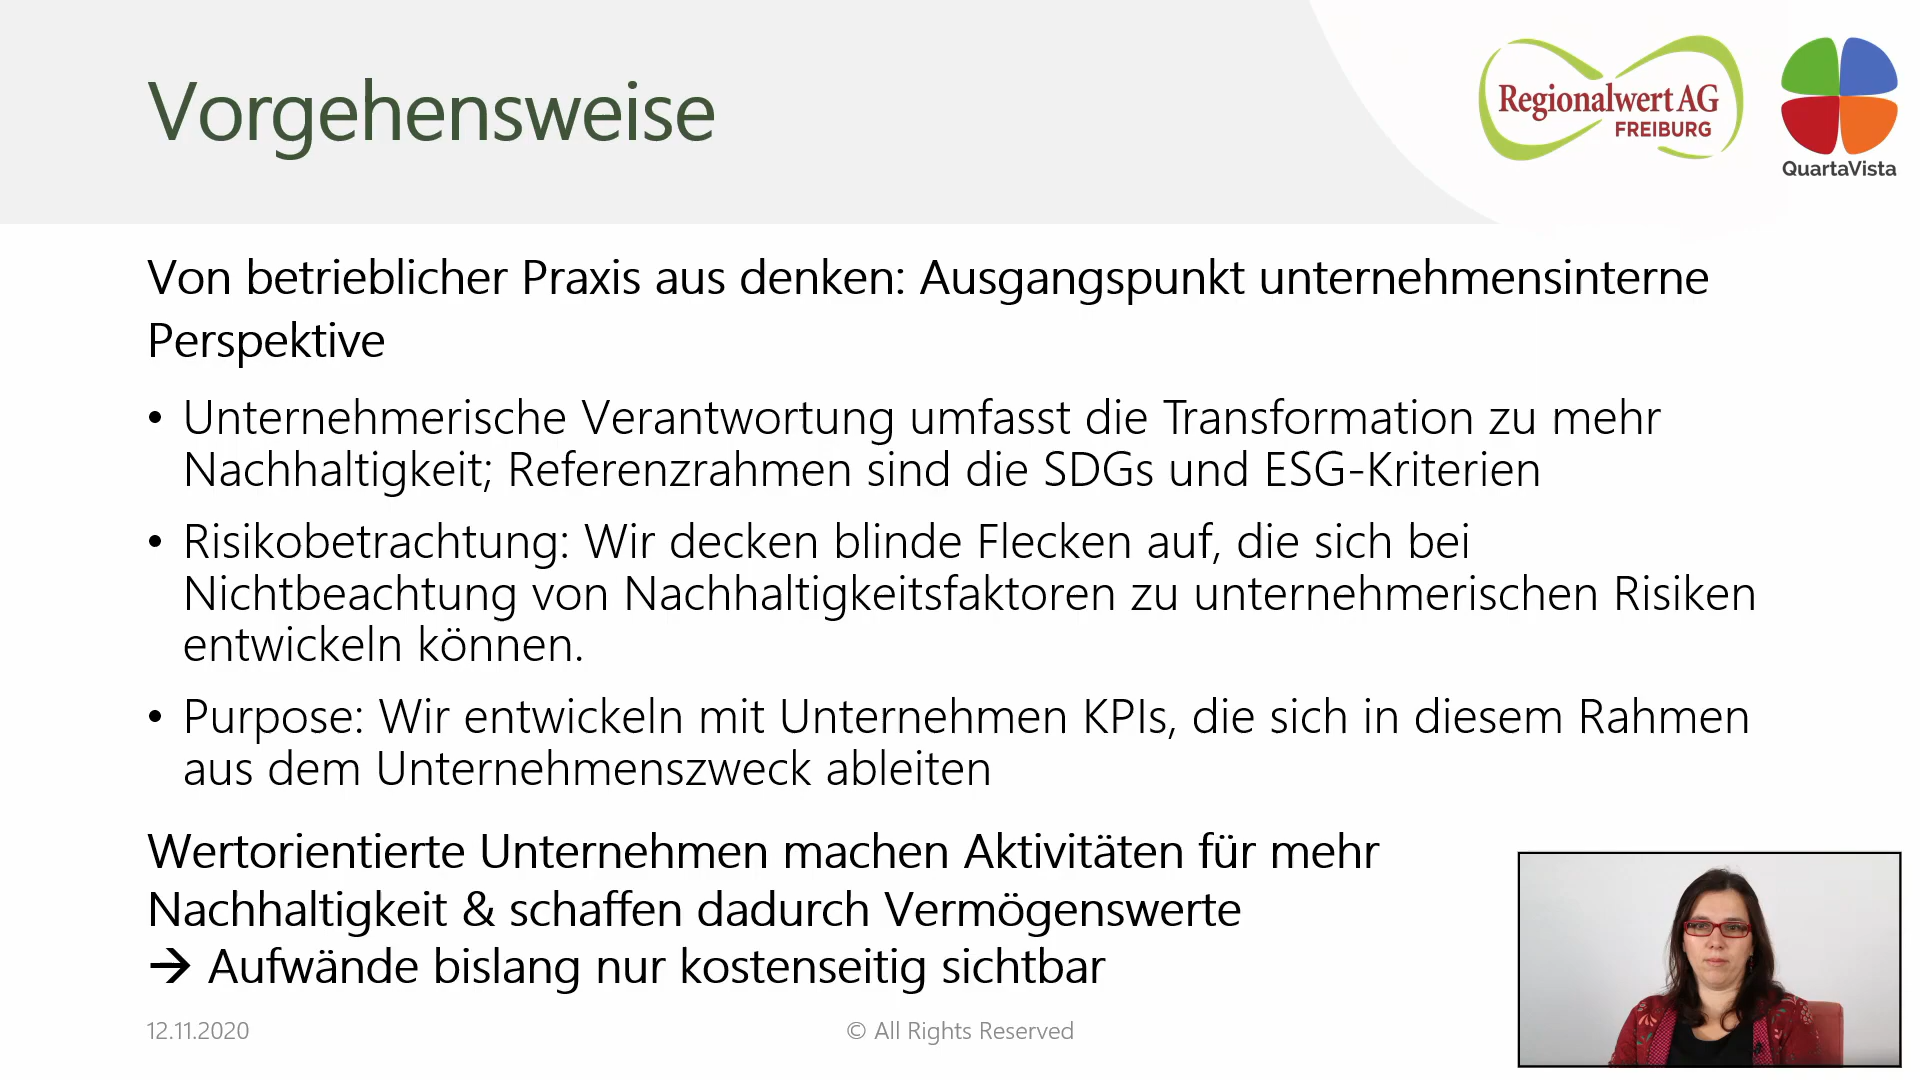 Vorgehensweise
Regionalwert AG
FREIBURG
QuartaVista
Von betrieblicher Praxis aus denken: Ausgangspunkt unternehmensinterne
Perspektive
• Unternehmerische Verantwortung umfasst die Transformation zu mehr
Nachhaltigkeit; Referenzrahmen sind die SDGs und ESG-Kriterien
• Risikobetrachtung: Wir decken blinde Flecken auf, die sich bei
Nichtbeachtung von Nachhaltigkeitsfaktoren zu unternehmerischen Risiken
entwickeln können.
• Purpose: Wir entwickeln mit Unternehmen KPIs, die sich in diesem Rahmen
aus dem Unternehmenszweck ableiten
Wertorientierte Unternehmen machen Aktivitäten für mehr
Nachhaltigkeit & schaffen dadurch Vermögenswerte
→ Aufwände bislang nur kostenseitig sichtbar
12.11.2020
© All Rights Reserved